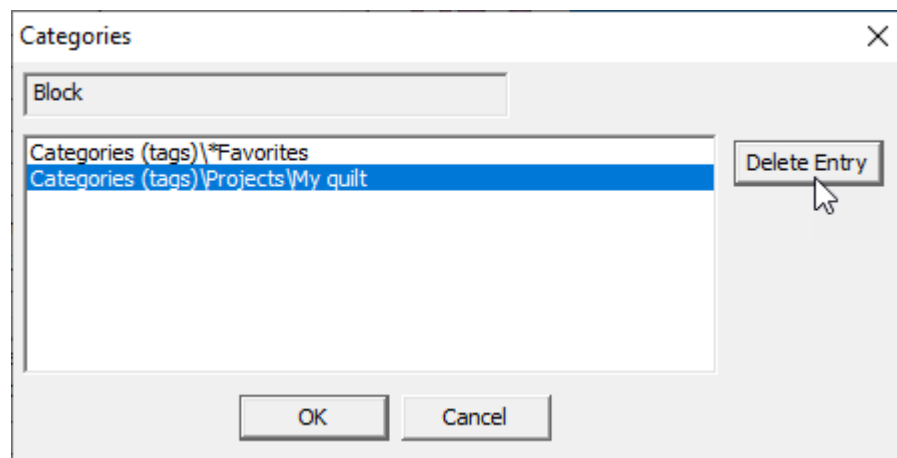 Categories
Block
Categories (tags)\*Favorites
Categories (tags)\Projects\My quilt
Delete Entry
OK
Cancel